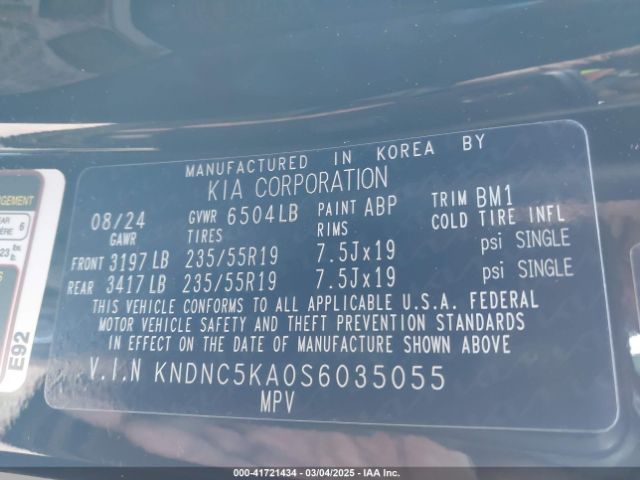 MANUFACTURED IN KOREA BY
KIA CORPORATION
08/24 GVWR 6504LB PAINT ABP TRIM BM1
GAWR TIRES RIMS COLD TIRE INFL
FRONT 3197 LB 235/55R19 7.5Jx19 psi SINGLE
REAR 3417 LB 235/55R19 7.5Jx19 psi SINGLE
THIS VEHICLE CONFORMS TO ALL APPLICABLE U.S.A. FEDERAL
MOTOR VEHICLE SAFETY AND THEFT PREVENTION STANDARDS
IN EFFECT ON THE DATE OF MANUFACTURE SHOWN ABOVE
V.I.N KNDNC5KA0S6035055
MPV
E92
000-41721434 - 03/04/2025 - IAA Inc.